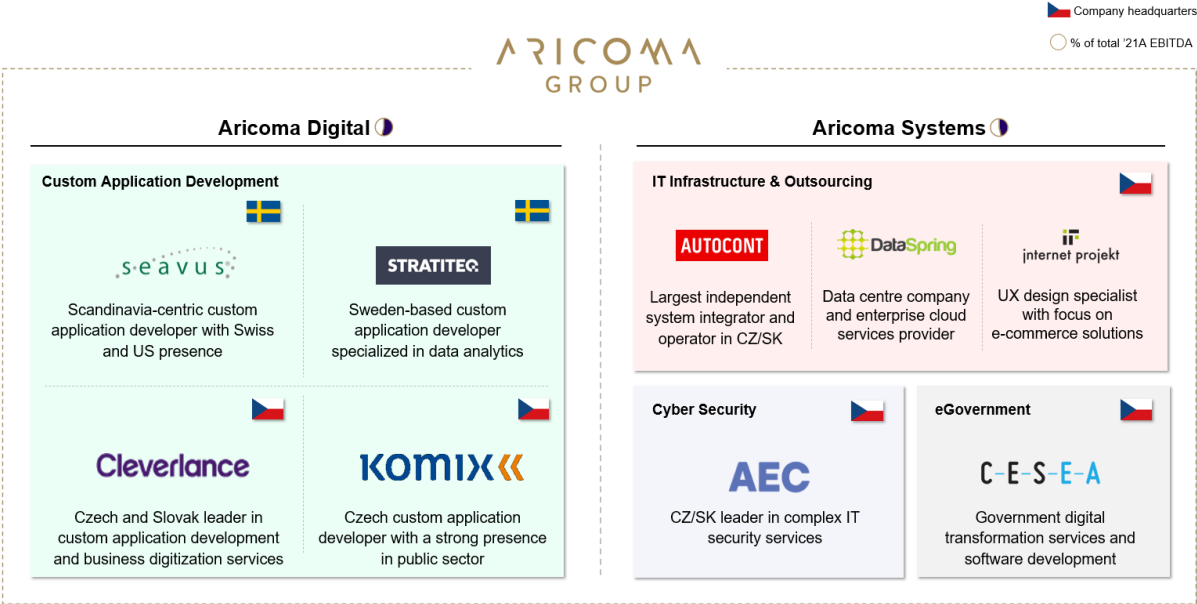 Company headquarters
% of total '21A EBITDA
ARICOMA
GROUP
Aricoma Digital
Custom Application Development
seavus
Scandinavia-centric custom
application developer with Swiss
and US presence
STRATITEQ
Sweden-based custom
application developer
specialized in data analytics
Cleverlance
Czech and Slovak leader in
custom application development
and business digitization services
KOMIX
Czech custom application
developer with a strong presence
in public sector
Aricoma Systems
IT Infrastructure & Outsourcing
AUTOCONT
Largest independent
system integrator and
operator in CZ/SK
DataSpring
Data centre company
and enterprise cloud
services provider
internet projekt
UX design specialist
with focus on
e-commerce solutions
Cyber Security
AEC
CZ/SK leader in complex IT
security services
eGovernment
C-E-S-E-A
Government digital
transformation services and
software development